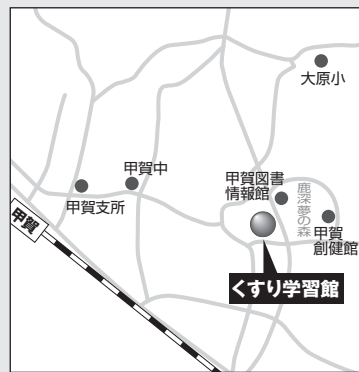 大原小
甲賀中
甲賀図書
情報館
鹿深夢の森
甲賀支所
甲賀
創健館
甲賀
くすり学習館